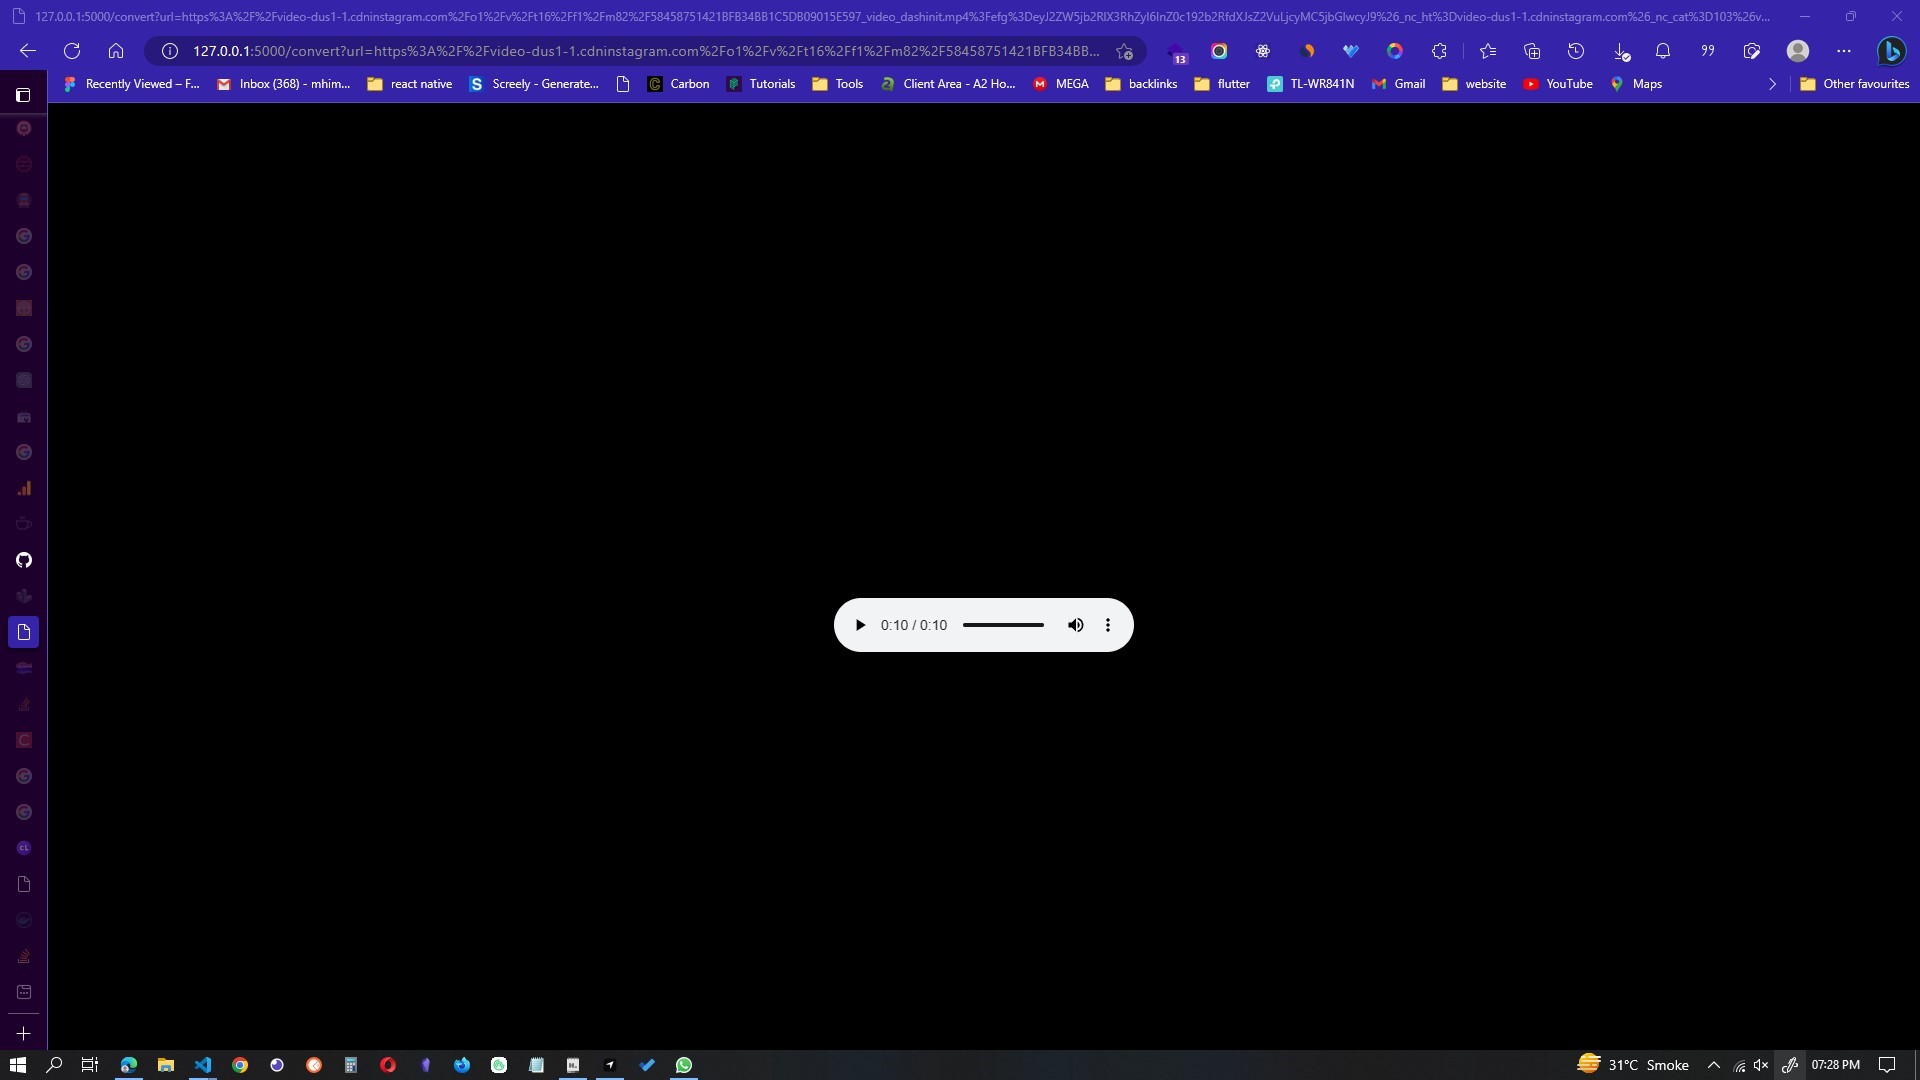 127.0.0.1:5000/convert?url=https%3A%2F%2Fvideo-dus1-1.cdninstagram.com%2Fo1%2Fv%2Ft16%2Ff1%2Fm82%2F58458751421BFB34BB1C5DB09015E597_video_dashinit.mp4%3Fefg%3DeyJ2ZW5jb2RlX3RhZyI6InZ0c192b2RfdXJsZ2VuLjcyMC5jbGlwcyJ9%26_nc_ht%3Dvideo-dus1-1.cdninstagram.com%26_nc_cat%3D103%26v...
127.0.0.1:5000/convert?url=https%3A%2F%2Fvideo-dus1-1.cdninstagram.com%2Fo1%2Fv%2Ft16%2Ff1%2Fm82%2F58458751421BFB34BB...
13
Recently Viewed – F... Inbox (368) - mhim... react native Screely - Generate... Carbon Tutorials Tools Client Area - A2 Ho... MEGA backlinks flutter TL-WR841N Gmail website YouTube Maps Other favourites
0:10 / 0:10
CL
31°C Smoke 07:28 PM